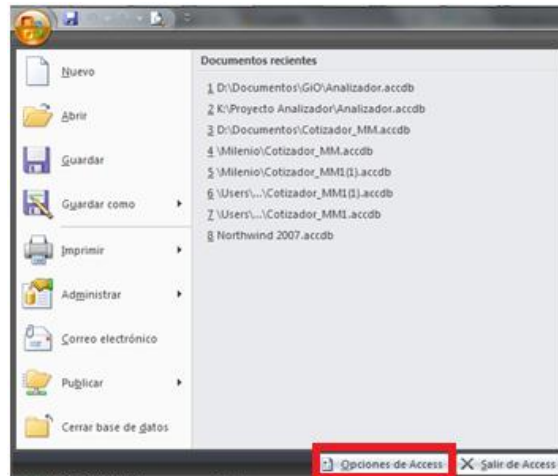 Nuevo
Abrir
Guardar
Guardar como
Imprimir
Administrar
Correo electrónico
Publicar
Cerrar base de datos
Documentos recientes
1 D:\Documentos\GiO\Analizador.accdb
2 K:\Proyecto Analizador\Analizador.accdb
3 D:\Documentos\Cotizador_MM.accdb
4 \Milenio\Cotizador_MM.accdb
5 \Milenio\Cotizador_MM1(1).accdb
6 \Users\...\Cotizador_MM1(1).accdb
7 \Users\...\Cotizador_MM1.accdb
8 Northwind 2007.accdb
Opciones de Access
Salir de Access